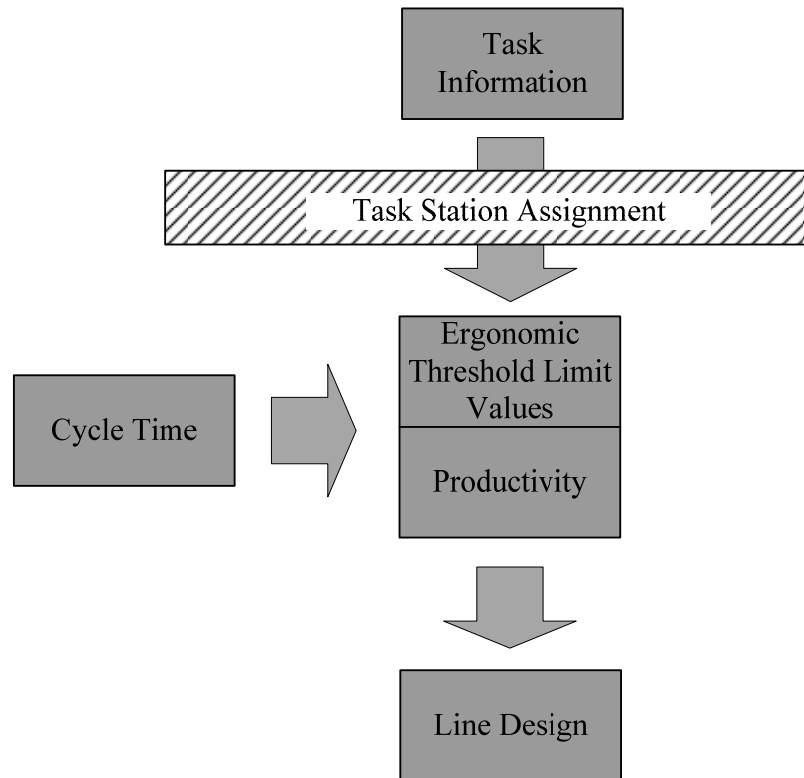 Task
Information
Task Station Assignment
Ergonomic
Threshold Limit
Values
Cycle Time
Productivity
Line Design